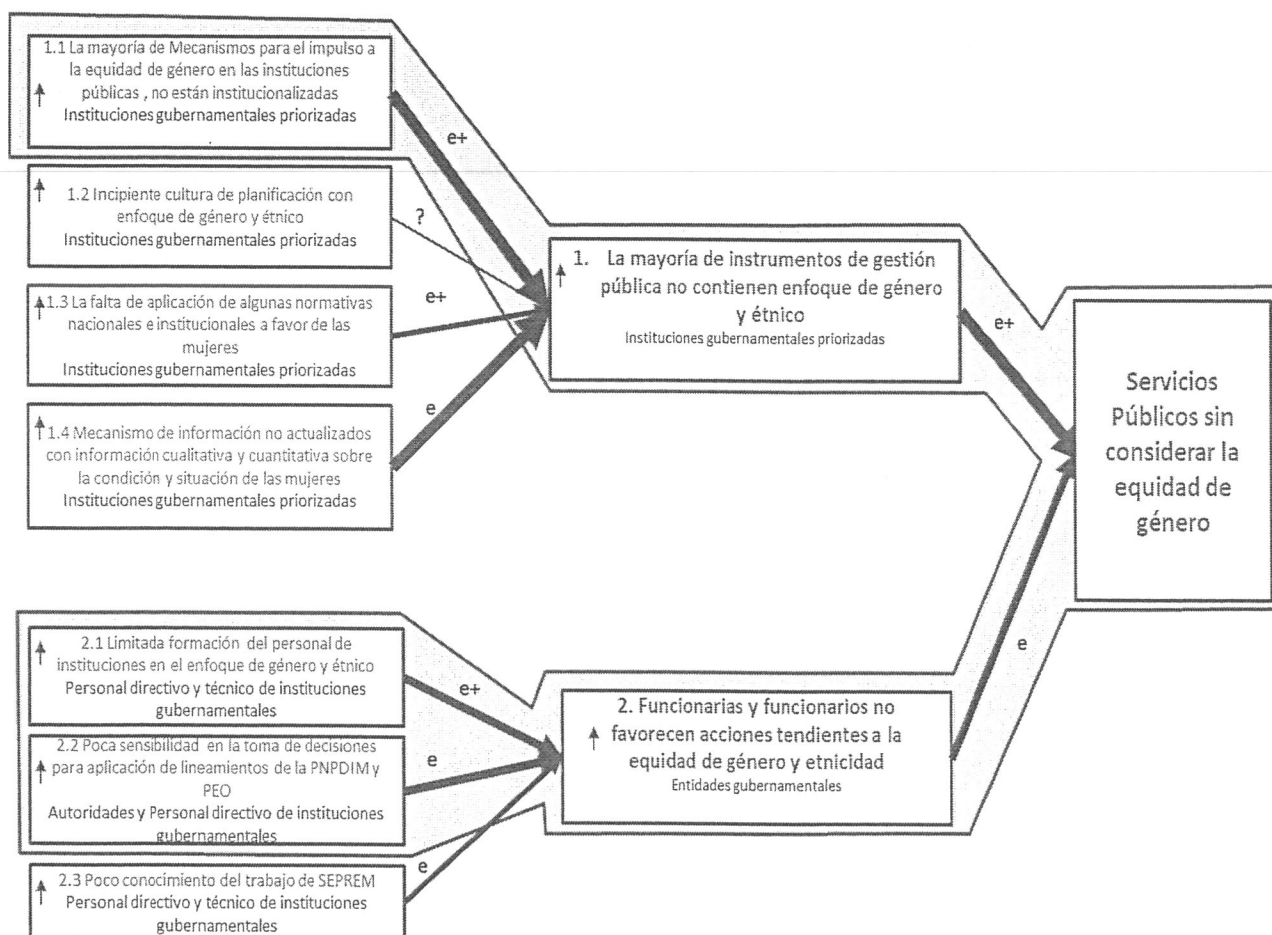 1.1 La mayoría de Mecanismos para el impulso a
la equidad de género en las instituciones
públicas , no están institucionalizadas
Instituciones gubernamentales priorizadas
e+
1.2 Incipiente cultura de planificación con
enfoque de género y étnico
Instituciones gubernamentales priorizadas
?
1.3 La falta de aplicación de algunas normativas
nacionales e institucionales a favor de las
mujeres
Instituciones gubernamentales priorizadas
e+
1.4 Mecanismo de información no actualizados
con información cualitativa y cuantitativa sobre
la condición y situación de las mujeres
Instituciones gubernamentales priorizadas
e
1. La mayoría de instrumentos de gestión
pública no contienen enfoque de género
y étnico
Instituciones gubernamentales priorizadas
e+
Servicios
Públicos sin
considerar la
equidad de
género
2.1 Limitada formación del personal de
instituciones en el enfoque de género y étnico
Personal directivo y técnico de instituciones
gubernamentales
e+
2.2 Poca sensibilidad en la toma de decisiones
para aplicación de lineamientos de la PNPDIM y
PEO
Autoridades y Personal directivo de instituciones
gubernamentales
e
2.3 Poco conocimiento del trabajo de SEPREM
Personal directivo y técnico de instituciones
gubernamentales
e
2. Funcionarias y funcionarios no
favorecen acciones tendientes a la
equidad de género y etnicidad
Entidades gubernamentales
e